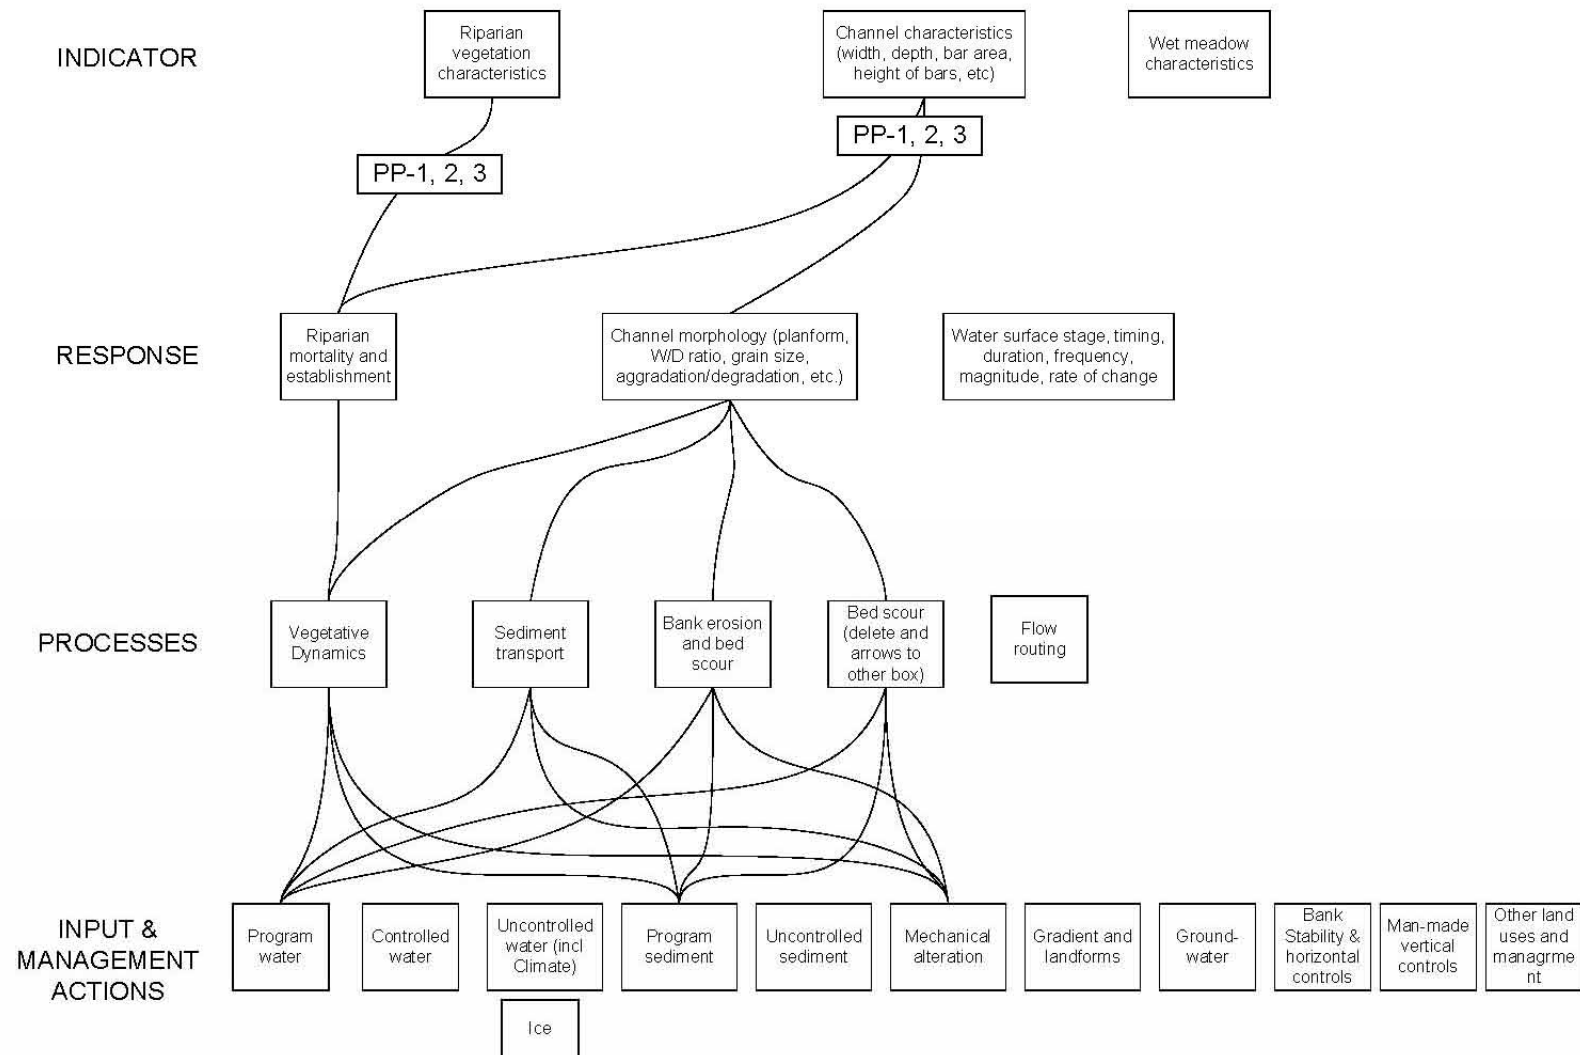 INDICATOR
Riparian
vegetation
characteristics
Channel characteristics
(width, depth, bar area,
height of bars, etc)
Wet meadow
characteristics
PP-1, 2, 3
PP-1, 2, 3
RESPONSE
Riparian
mortality and
establishment
Channel morphology (planform,
W/D ratio, grain size,
aggradation/degradation, etc.)
Water surface stage, timing,
duration, frequency,
magnitude, rate of change
PROCESSES
Vegetative
Dynamics
Sediment
transport
Bank erosion
and bed
scour
Bed scour
(delete and
arrows to
other box)
Flow
routing
INPUT &
MANAGEMENT
ACTIONS
Program
water
Controlled
water
Uncontrolled
water (incl
Climate)
Program
sediment
Uncontrolled
sediment
Mechanical
alteration
Gradient and
landforms
Ground-
water
Bank
Stability &
horizontal
controls
Man-made
vertical
controls
Other land
uses and
managrme
nt
Ice